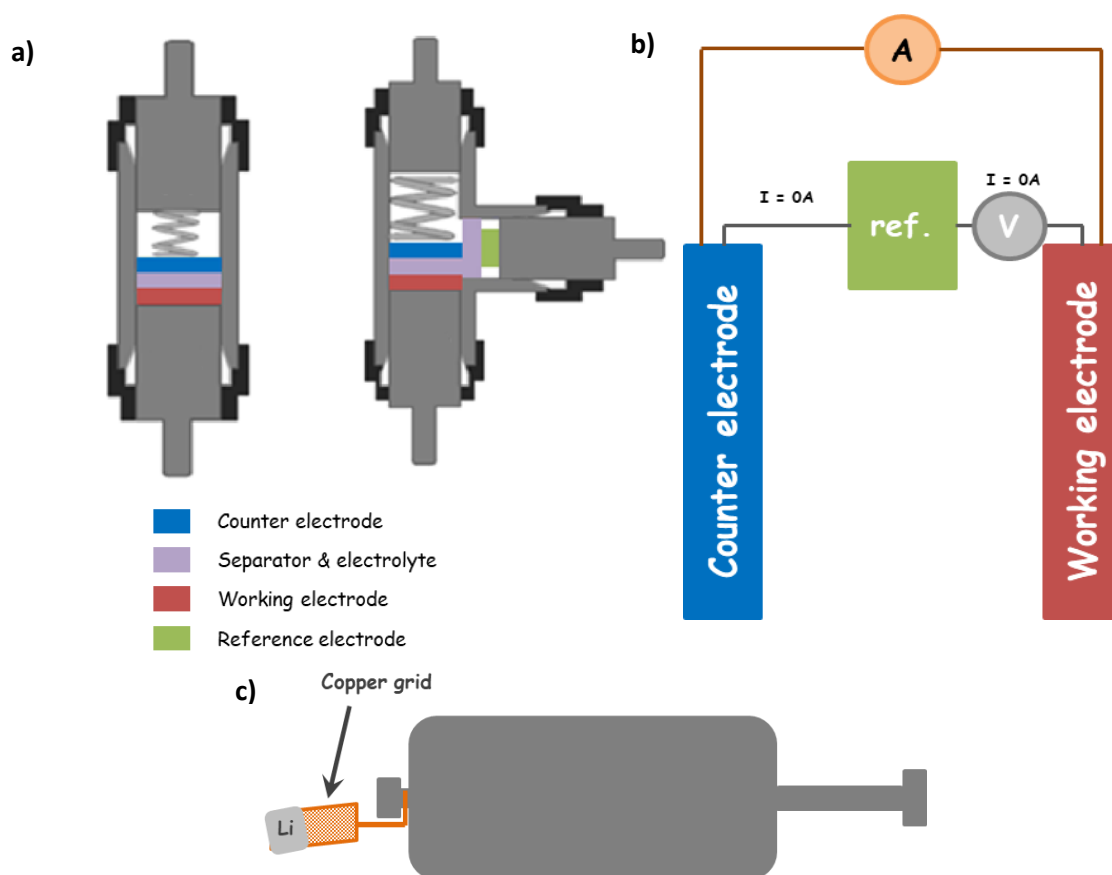 a)
b)
A
I = 0A
I = 0A
ref.
V
Counter electrode
Working electrode
Counter electrode
Separator & electrolyte
Working electrode
Reference electrode
c)
Copper grid
Li